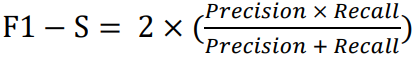 F1 − S = 2 × (Precision × Recall / Precision + Recall)